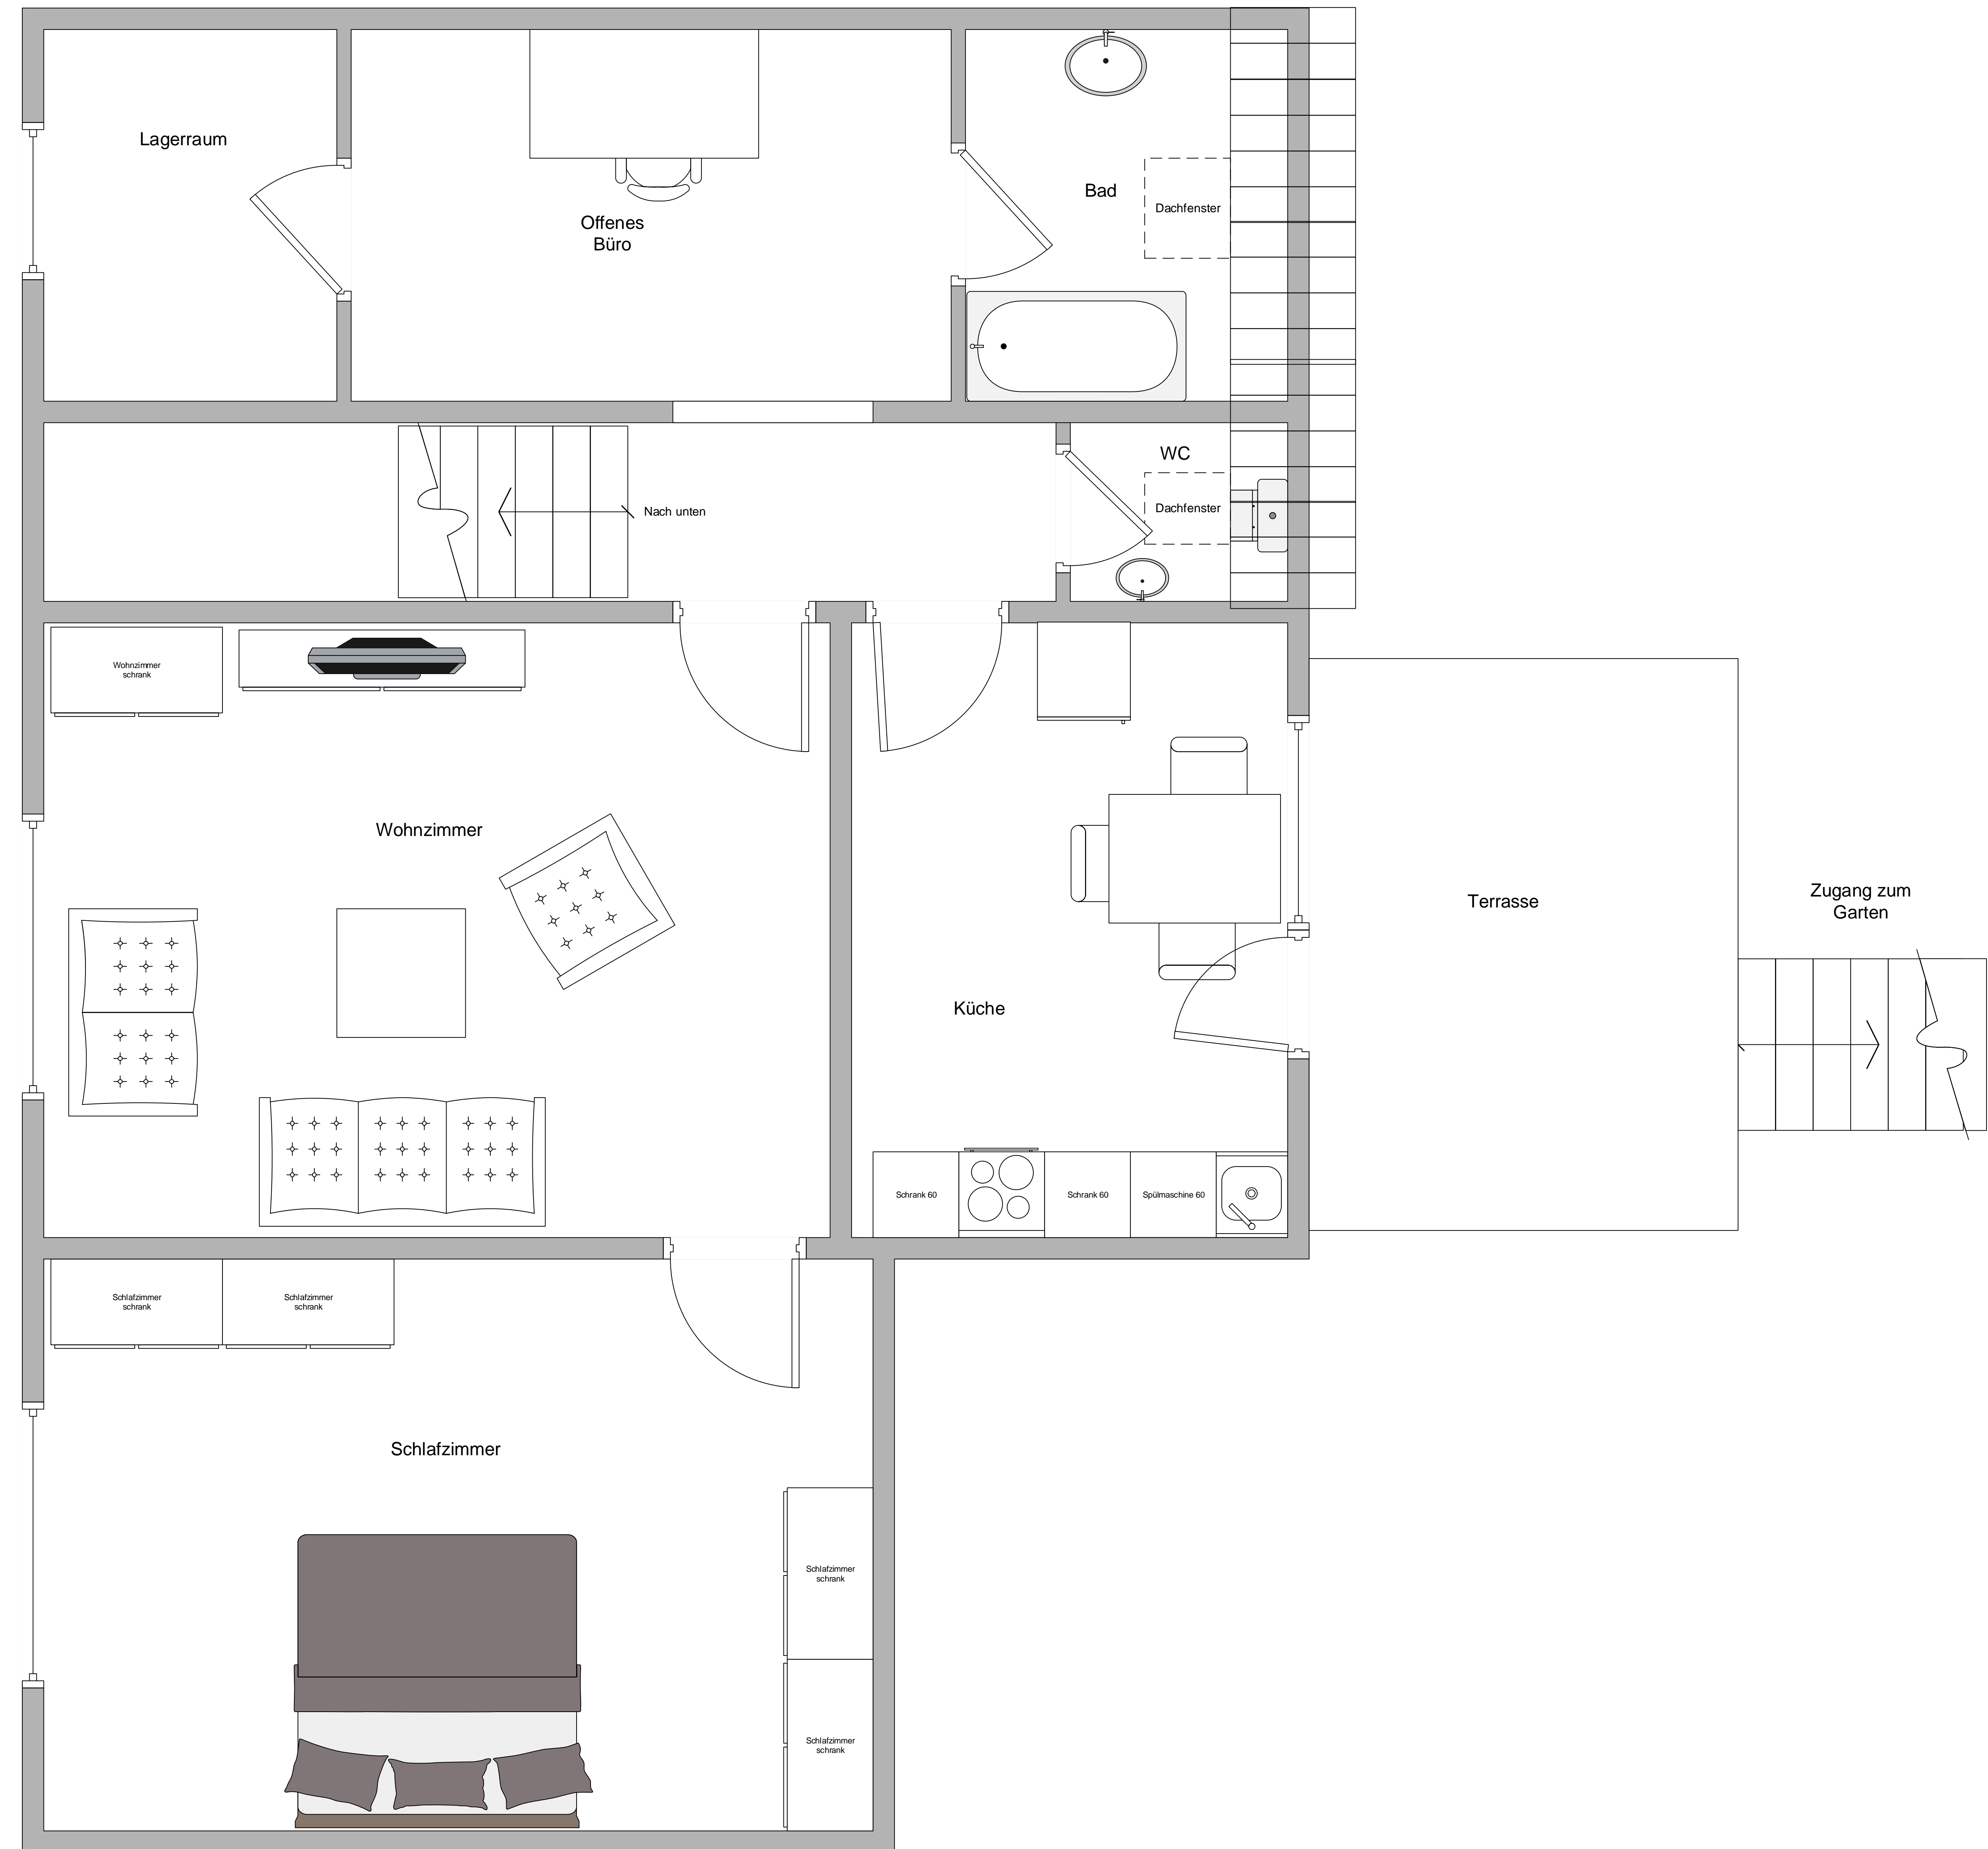 Lagerraum
Offenes
Büro
Bad
Dachfenster
WC
Dachfenster
Nach unten
Wohnzimmer
schrank
Wohnzimmer
Küche
Terrasse
Zugang zum
Garten
Schrank 60
Schrank 60
Spülmaschine 60
Schlafzimmer
schrank
Schlafzimmer
schrank
Schlafzimmer
Schlafzimmer
schrank
Schlafzimmer
schrank